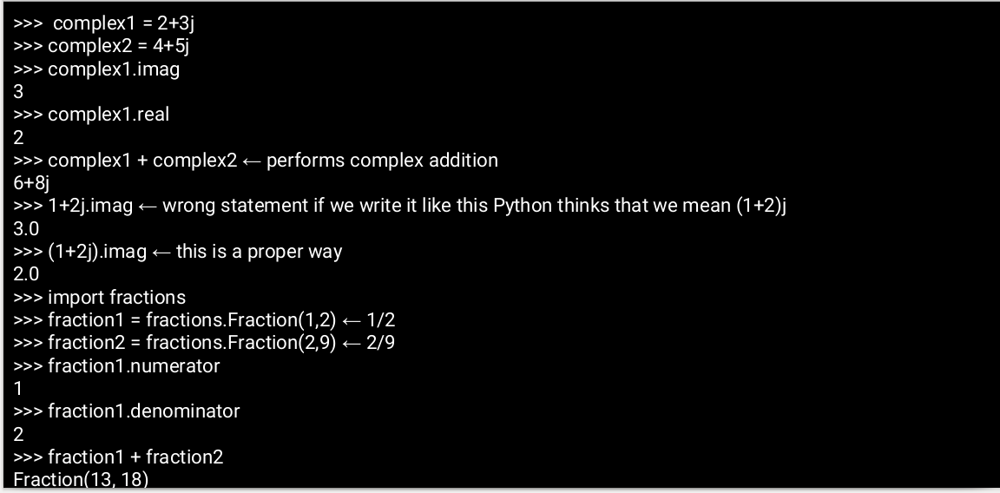 >>>  complex1 = 2+3j
>>> complex2 = 4+5j
>>> complex1.imag
3
>>> complex1.real
2
>>> complex1 + complex2 ← performs complex addition
6+8j
>>> 1+2j.imag ← wrong statement if we write it like this Python thinks that we mean (1+2)j
3.0
>>> (1+2j).imag ← this is a proper way
2.0
>>> import fractions
>>> fraction1 = fractions.Fraction(1,2) ← 1/2
>>> fraction2 = fractions.Fraction(2,9) ← 2/9
>>> fraction1.numerator
1
>>> fraction1.denominator
2
>>> fraction1 + fraction2
Fraction(13, 18)